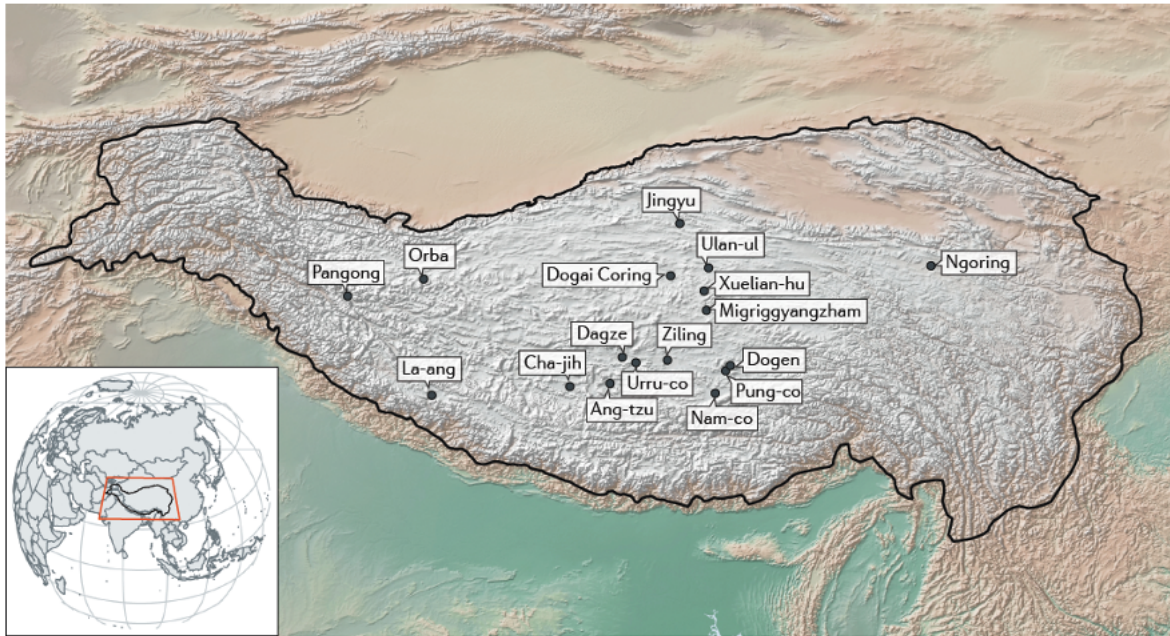 Jingyu
Ulan-ul
Orba
Ngoring
Pangong
Dogai Coring
Xuelian-hu
Migriggyangzham
Dagze
Ziling
Cha-jih
Dogen
La-ang
Urru-co
Pung-co
Ang-tzu
Nam-co